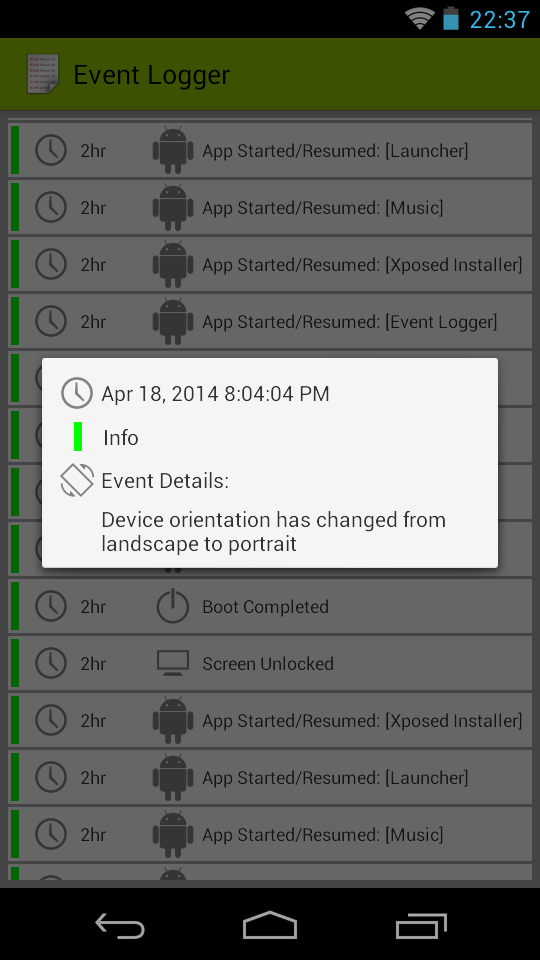 22:37
Event Logger
2hr App Started/Resumed: [Launcher]
2hr App Started/Resumed: [Music]
2hr App Started/Resumed: [Xposed Installer]
2hr App Started/Resumed: [Event Logger]
Apr 18, 2014 8:04:04 PM
Info
Event Details:
Device orientation has changed from
landscape to portrait
2hr Boot Completed
2hr Screen Unlocked
2hr App Started/Resumed: [Xposed Installer]
2hr App Started/Resumed: [Launcher]
2hr App Started/Resumed: [Music]